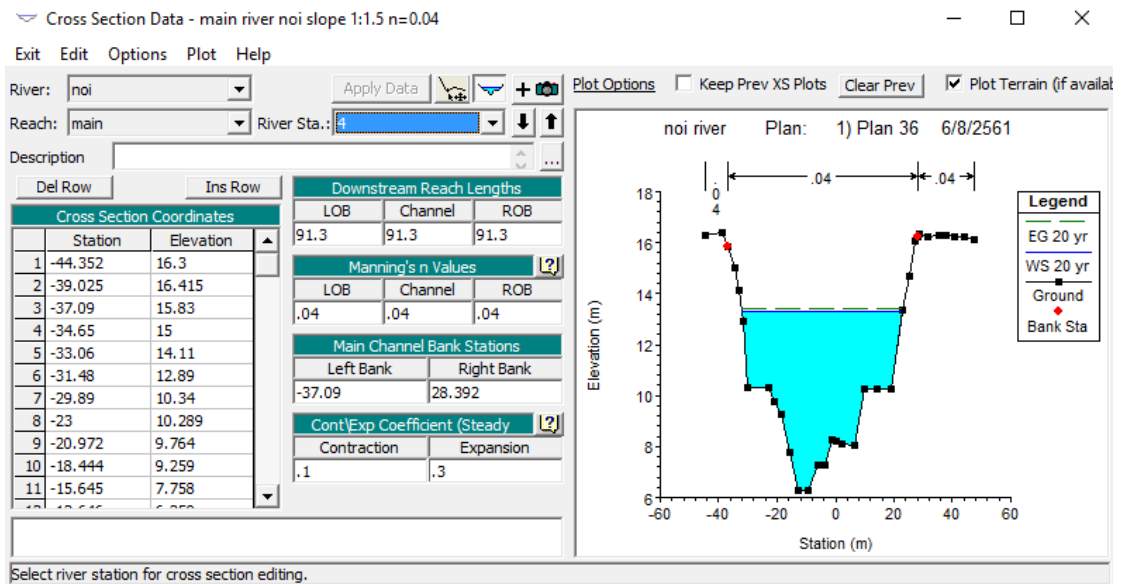 Cross Section Data - main river noi slope 1:1.5 n=0.04
Exit Edit Options Plot Help
River: noi Apply Data
Reach: main River Sta.: 4
Description ...
Del Row Ins Row
Cross Section Coordinates
Station Elevation
1 -44.352 16.3
2 -39.025 16.415
3 -37.09 15.83
4 -34.65 15
5 -33.06 14.11
6 -31.48 12.89
7 -29.89 10.34
8 -23 10.289
9 -20.972 9.764
10 -18.444 9.259
11 -15.645 7.758
Downstream Reach Lengths
LOB Channel ROB
91.3 91.3 91.3
Manning's n Values
LOB Channel ROB
.04 .04 .04
Main Channel Bank Stations
Left Bank Right Bank
-37.09 28.392
Cont\Exp Coefficient (Steady
Contraction Expansion
.1 .3
Select river station for cross section editing.
Plot Options Keep Prev XS Plots Clear Prev Plot Terrain (if availab
noi river Plan: 1) Plan 36 6/8/2561
.04 .04 .04
18
16
14
12
10
8
6
Elevation (m)
-60 -40 -20 0 20 40 60
Station (m)
Legend
EG 20 yr
WS 20 yr
Ground
Bank Sta